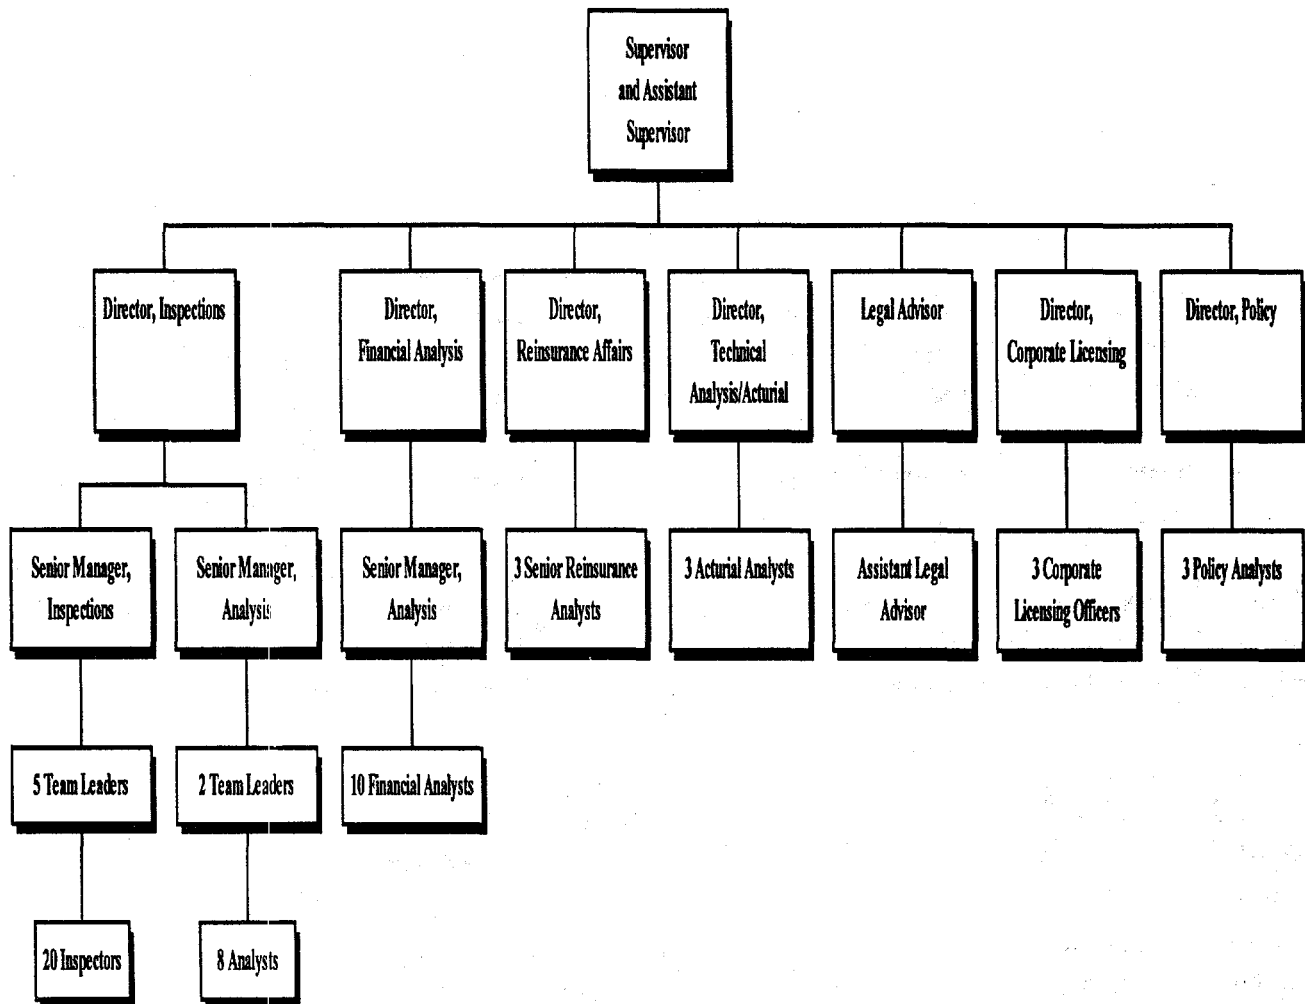 Supervisor
and Assistant
Supervisor
Director, Inspections
Director,
Financial Analysis
Director,
Reinsurance Affairs
Director,
Technical
Analysis/Acturial
Legal Advisor
Director,
Corporate Licensing
Director, Policy
Senior Manager,
Inspections
Senior Manager,
Analysis
Senior Manager,
Analysis
3 Senior Reinsurance
Analysts
3 Acturial Analysts
Assistant Legal
Advisor
3 Corporate
Licensing Officers
3 Policy Analysts
5 Team Leaders
2 Team Leaders
10 Financial Analysts
20 Inspectors
8 Analysts